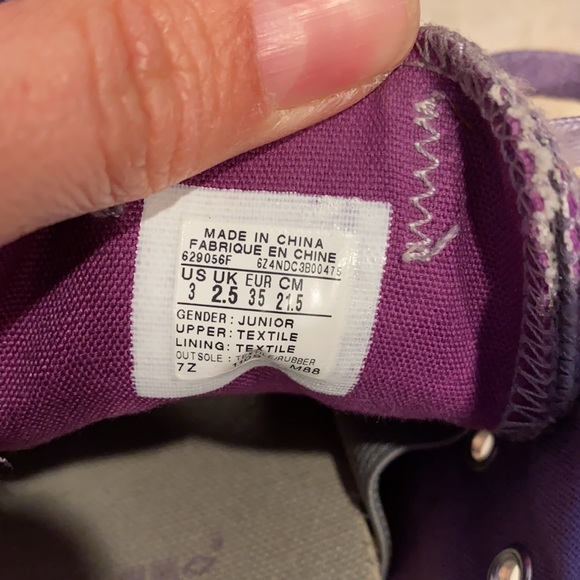 MADE IN CHINA
FABRIQUE EN CHINE
629056F 6Z4NDC3B00475
US UK EUR CM
3 2.5 35 21.5
GENDER: JUNIOR
UPPER: TEXTILE
LINING: TEXTILE
OUTSOLE: RUBBER
7Z M88